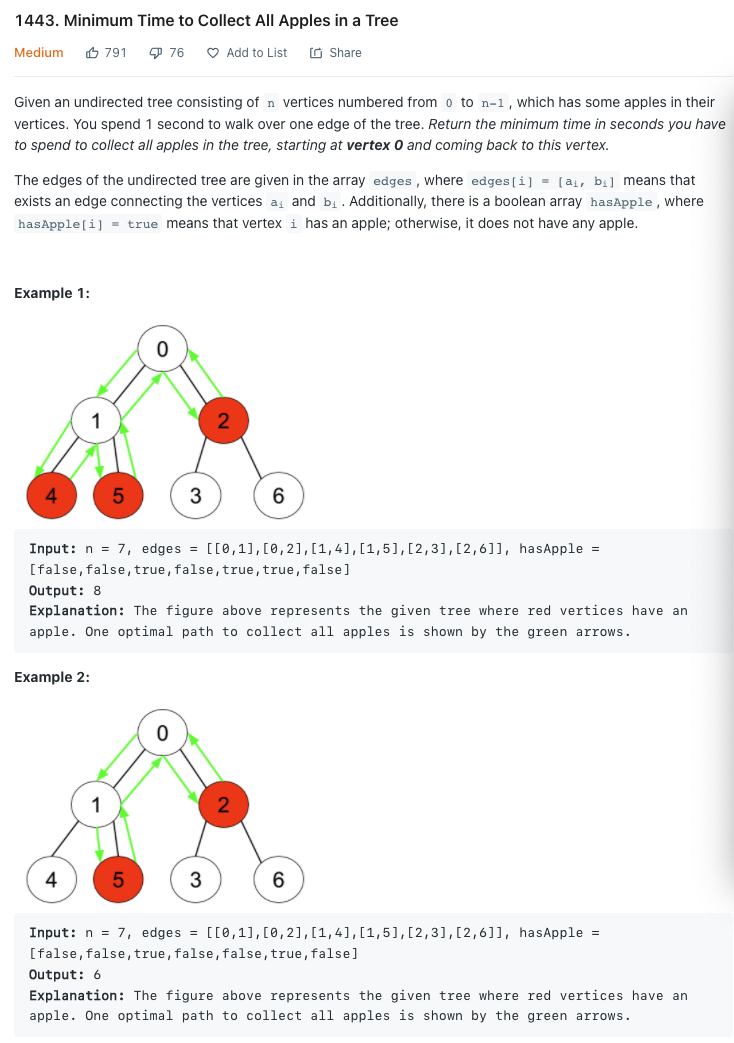 1443. Minimum Time to Collect All Apples in a Tree
Medium 791 76 Add to List Share
Given an undirected tree consisting of n vertices numbered from 0 to n-1, which has some apples in their
vertices. You spend 1 second to walk over one edge of the tree. Return the minimum time in seconds you have
to spend to collect all apples in the tree, starting at vertex 0 and coming back to this vertex.
The edges of the undirected tree are given in the array edges, where edges[i] = [aᵢ, bᵢ] means that
exists an edge connecting the vertices aᵢ and bᵢ. Additionally, there is a boolean array hasApple, where
hasApple[i] = true means that vertex i has an apple; otherwise, it does not have any apple.
Example 1:
0
1 2
4 5 3 6
Input: n = 7, edges = [[0,1],[0,2],[1,4],[1,5],[2,3],[2,6]], hasApple =
[false,false,true,false,true,true,false]
Output: 8
Explanation: The figure above represents the given tree where red vertices have an
apple. One optimal path to collect all apples is shown by the green arrows.
Example 2:
0
1 2
4 5 3 6
Input: n = 7, edges = [[0,1],[0,2],[1,4],[1,5],[2,3],[2,6]], hasApple =
[false,false,true,false,false,true,false]
Output: 6
Explanation: The figure above represents the given tree where red vertices have an
apple. One optimal path to collect all apples is shown by the green arrows.